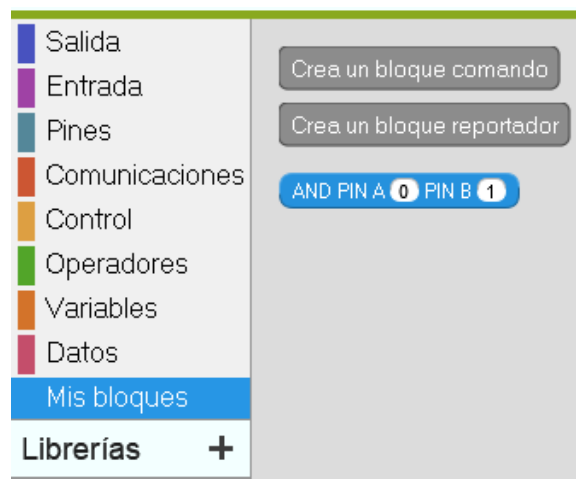 Salida
Entrada
Pines
Comunicaciones
Control
Operadores
Variables
Datos
Mis bloques
Librerías +
Crea un bloque comando
Crea un bloque reportador
AND PIN A 0 PIN B 1